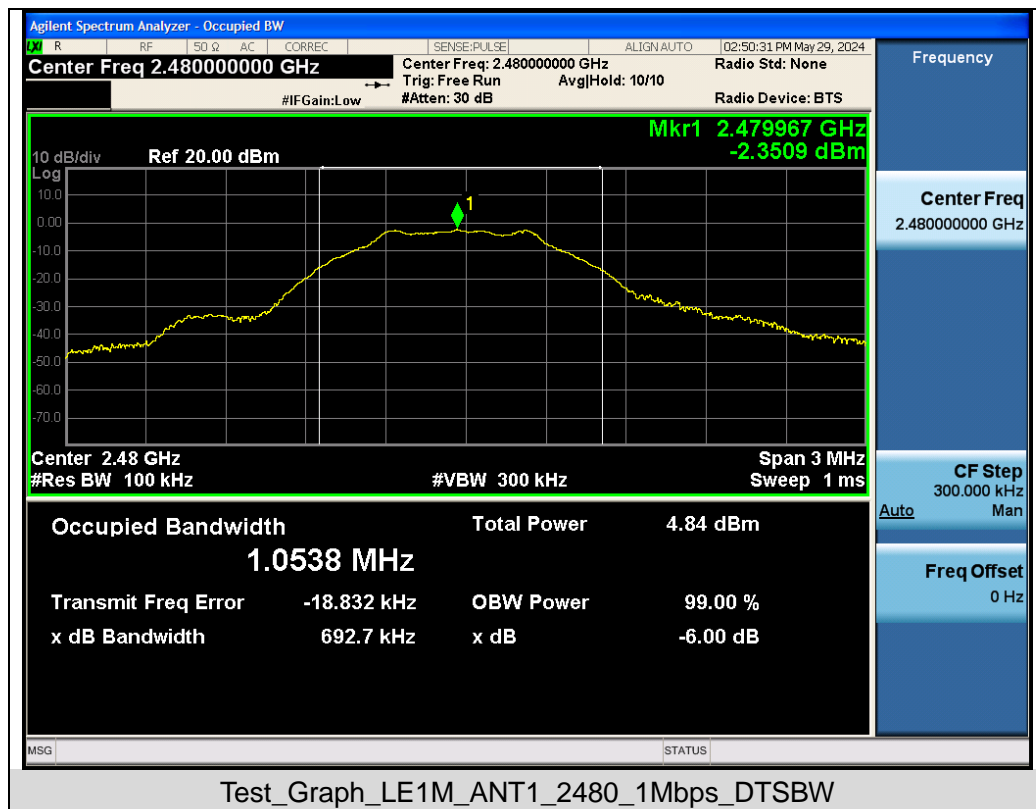 Agilent Spectrum Analyzer - Occupied BW
LXI R RF 50 Ω AC CORREC SENSE:PULSE ALIGN AUTO 02:50:31 PM May 29, 2024
Center Freq 2.480000000 GHz
Center Freq: 2.480000000 GHz
Radio Std: None
Trig: Free Run Avg|Hold: 10/10
#IFGain:Low #Atten: 30 dB Radio Device: BTS
Mkr1 2.479967 GHz
-2.3509 dBm
10 dB/div Ref 20.00 dBm
Log
10.0
0.00
-10.0
-20.0
-30.0
-40.0
-50.0
-60.0
-70.0
1
Center 2.48 GHz Span 3 MHz
#Res BW 100 kHz #VBW 300 kHz Sweep 1 ms
Occupied Bandwidth Total Power 4.84 dBm
1.0538 MHz
Transmit Freq Error -18.832 kHz OBW Power 99.00 %
x dB Bandwidth 692.7 kHz x dB -6.00 dB
MSG STATUS
Frequency
Center Freq
2.480000000 GHz
CF Step
300.000 kHz
Auto Man
Freq Offset
0 Hz
Test_Graph_LE1M_ANT1_2480_1Mbps_DTSBW